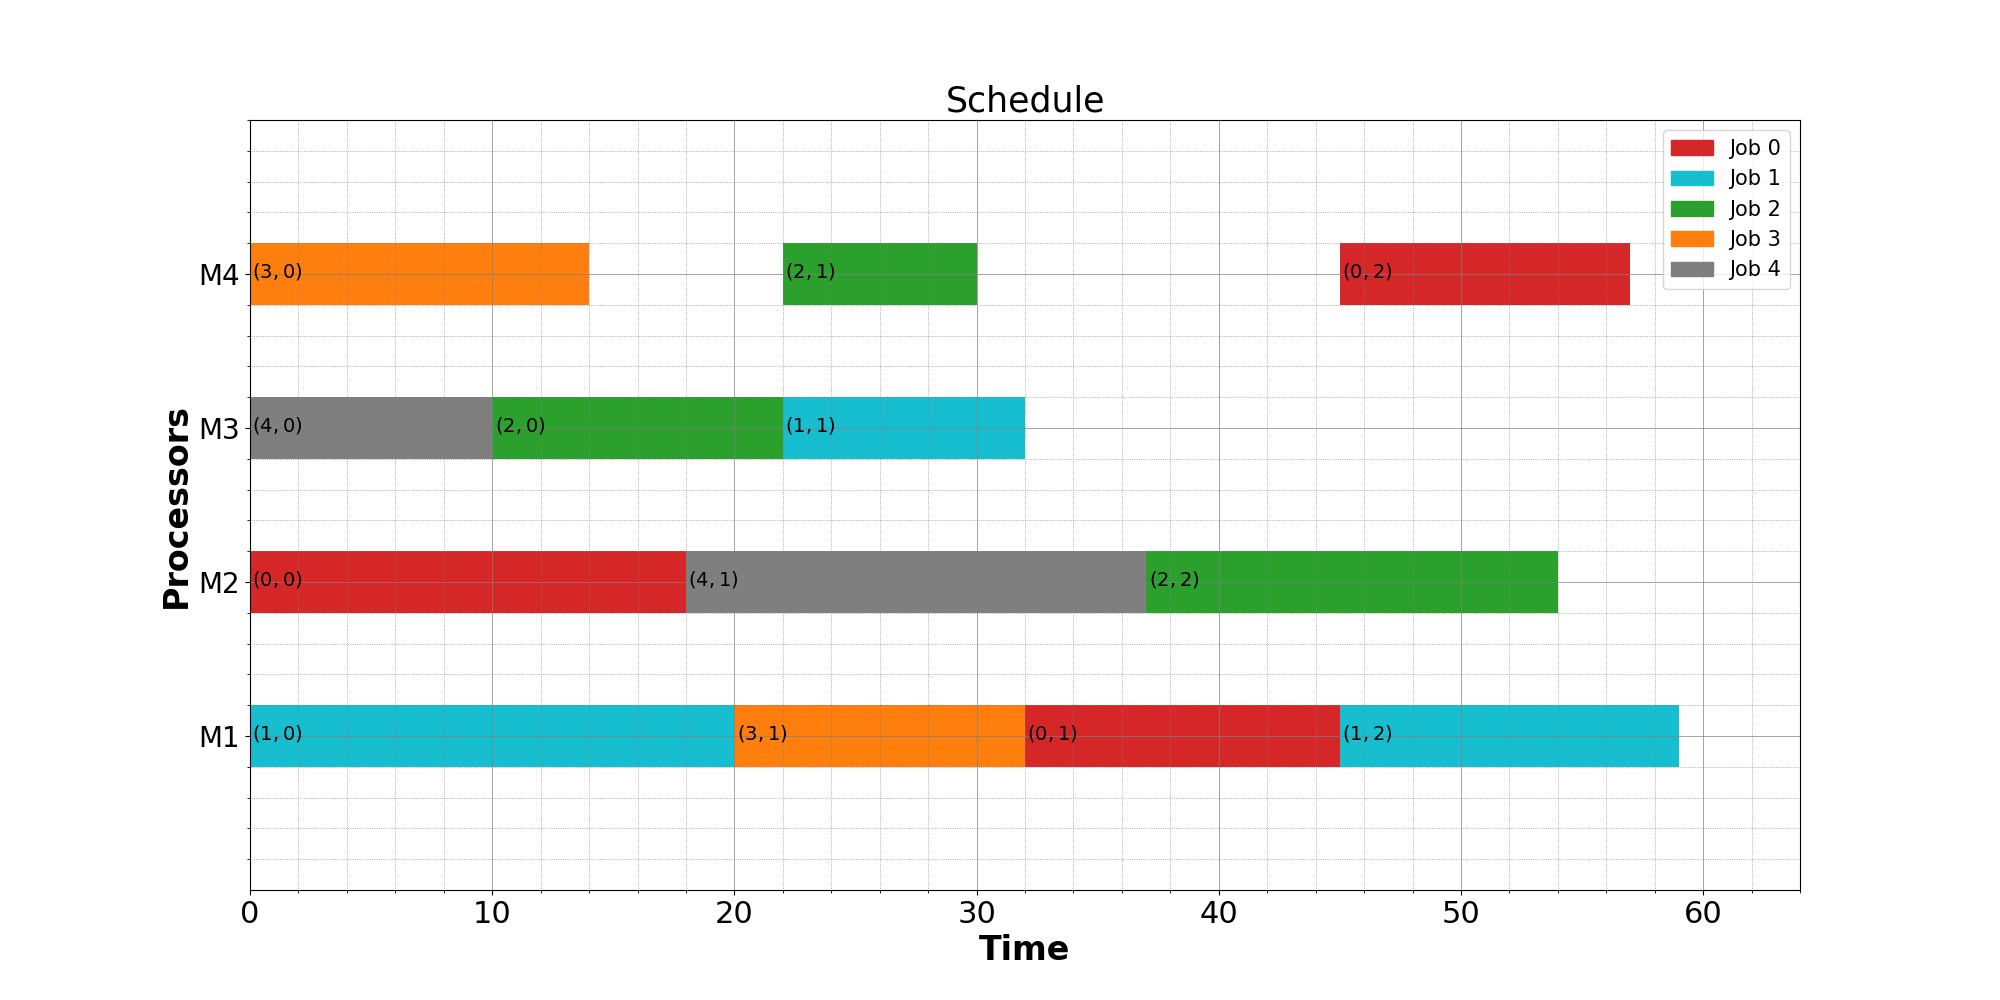 Schedule
Job 0
Job 1
Job 2
Job 3
Job 4
M4
(3, 0)
(2, 1)
(0, 2)
M3
(4, 0)
(2, 0)
(1, 1)
M2
(0, 0)
(4, 1)
(2, 2)
M1
(1, 0)
(3, 1)
(0, 1)
(1, 2)
Processors
0 10 20 30 40 50 60
Time